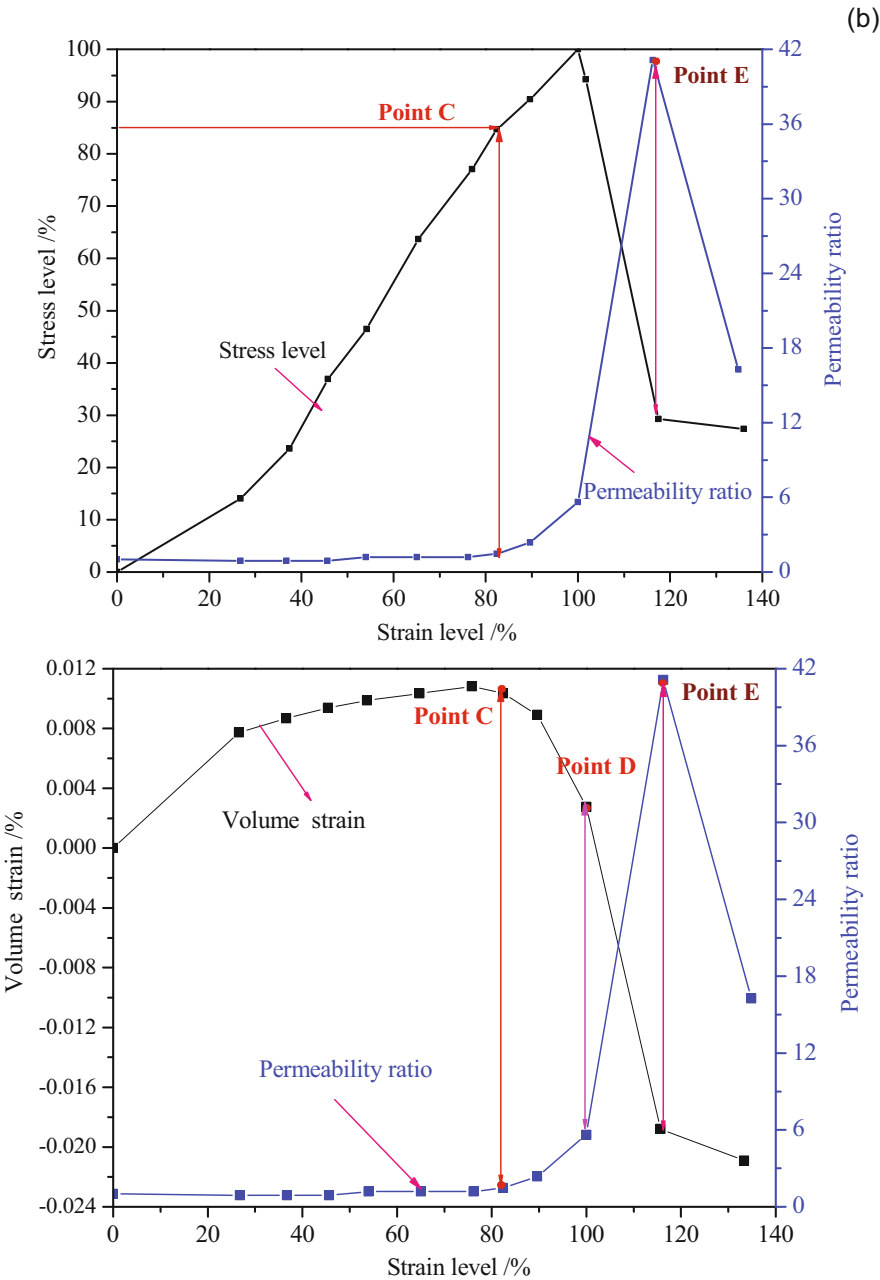 (b)
100
90
80
70
60
50
40
30
20
10
0
Stress level /%
42
36
30
24
18
12
6
0
Permeability ratio
Point C
Point E
Stress level
Permeability ratio
0 20 40 60 80 100 120 140
Strain level /%
0.012
0.008
0.004
0.000
-0.004
-0.008
-0.012
-0.016
-0.020
-0.024
Volume strain /%
42
36
30
24
18
12
6
0
Permeability ratio
Point C
Point E
Point D
Volume strain
Permeability ratio
0 20 40 60 80 100 120 140
Strain level /%